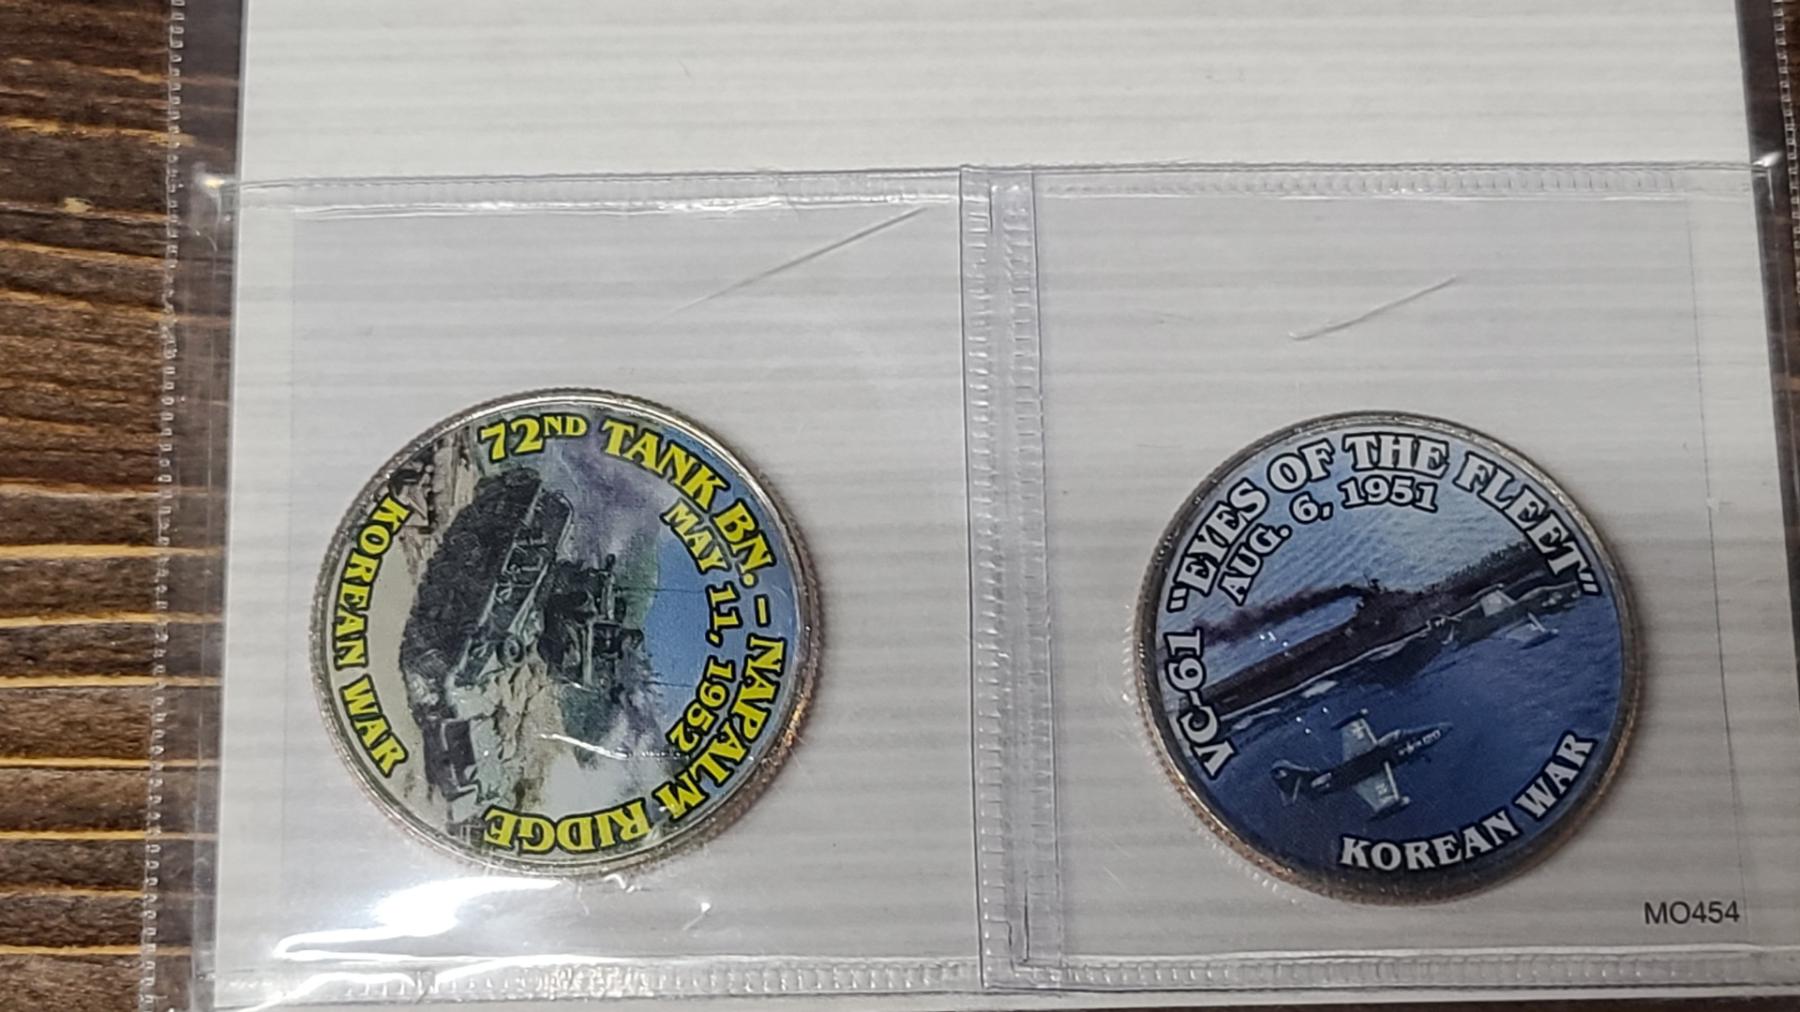 72ND TANK BN. – NAPALM RIDGE
MAY 11, 1952
KOREAN WAR
VC-61 "EYES OF THE FLEET"
AUG. 6, 1951
KOREAN WAR
MO454